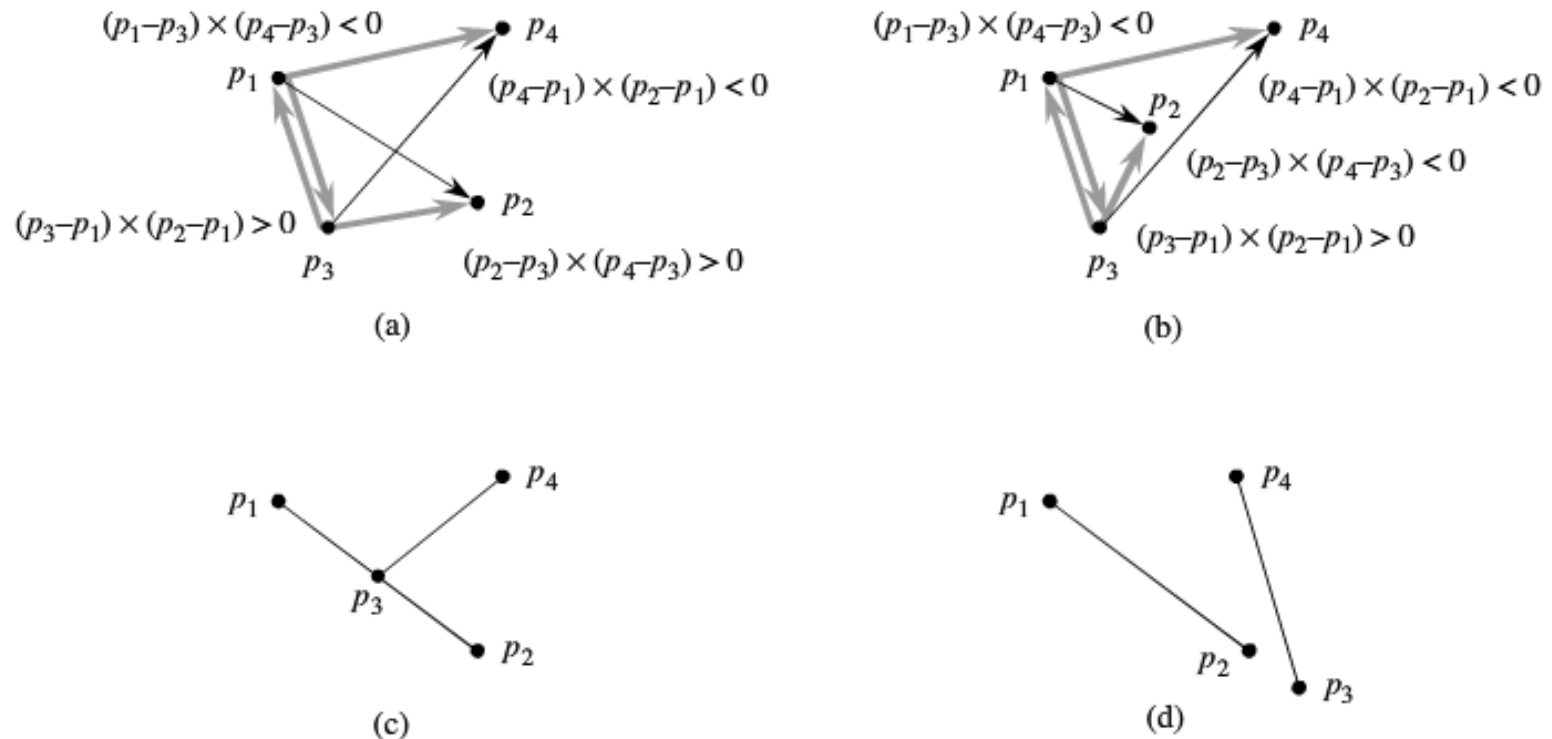 (p₁–p₃) × (p₄–p₃) < 0
p₄
p₁
(p₄–p₁) × (p₂–p₁) < 0
p₂
(p₃–p₁) × (p₂–p₁) > 0
p₃
(p₂–p₃) × (p₄–p₃) > 0
(a)
(p₁–p₃) × (p₄–p₃) < 0
p₄
p₁
(p₄–p₁) × (p₂–p₁) < 0
p₂
(p₂–p₃) × (p₄–p₃) < 0
(p₃–p₁) × (p₂–p₁) > 0
p₃
(b)
p₄
p₁
p₃
p₂
(c)
p₄
p₁
p₂
p₃
(d)